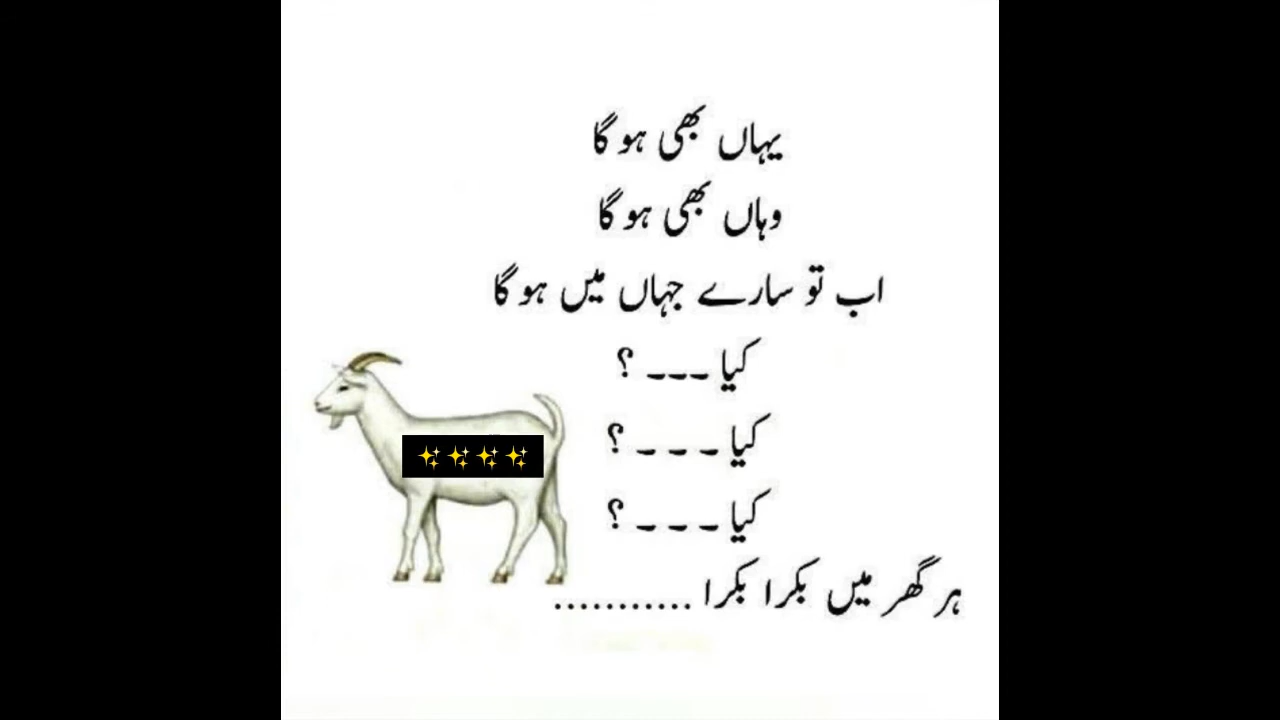 یہاں بھی ہو گا
وہاں بھی ہو گا
اب تو سارے جہاں میں ہو گا
کیا ۔۔۔ ؟
کیا ۔ ۔ ۔ ؟
کیا ۔ ۔ ۔ ؟
ہر گھر میں بکرا بکرا ...........